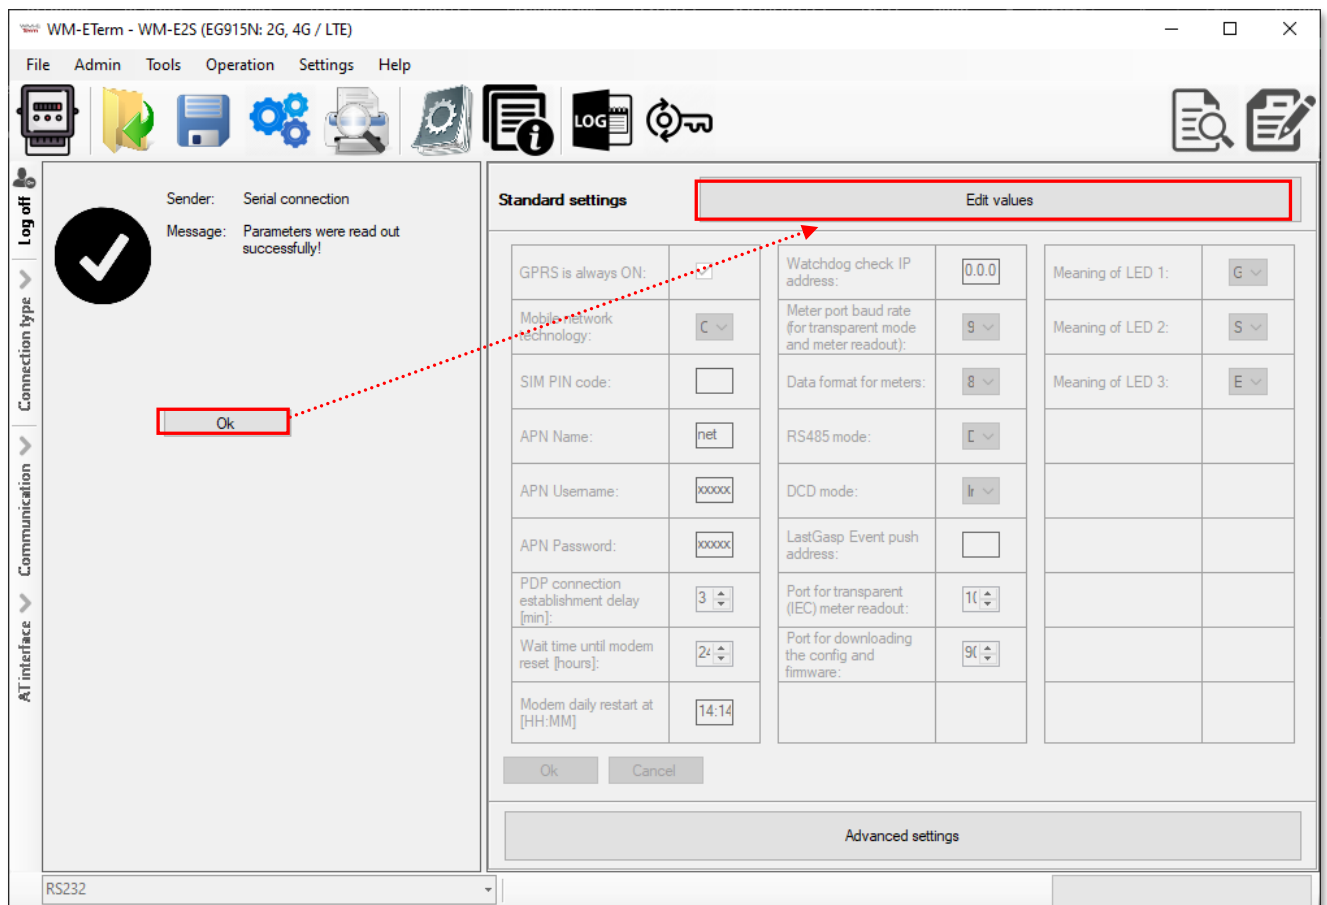 WM-ETerm - WM-E2S (EG915N: 2G, 4G / LTE)
File Admin Tools Operation Settings Help
LOG
Log off
Connection type
Communication
AT interface
Sender: Serial connection
Message: Parameters were read out
successfully!
Ok
Standard settings
Edit values
GPRS is always ON:
Mobile network
technology:
SIM PIN code:
APN Name: net
APN Username: xxxxx
APN Password: xxxxx
PDP connection
establishment delay
[min]:
3
Wait time until modem
reset [hours]:
24
Modem daily restart at
[HH:MM]
14:14
Watchdog check IP
address:
0.0.0
Meter port baud rate
(for transparent mode
and meter readout):
9
Data format for meters: 8
RS485 mode:
DCD mode:
LastGasp Event push
address:
Port for transparent
(IEC) meter readout:
Port for downloading
the config and
firmware:
Meaning of LED 1: G
Meaning of LED 2: S
Meaning of LED 3: E
Ok Cancel
Advanced settings
RS232